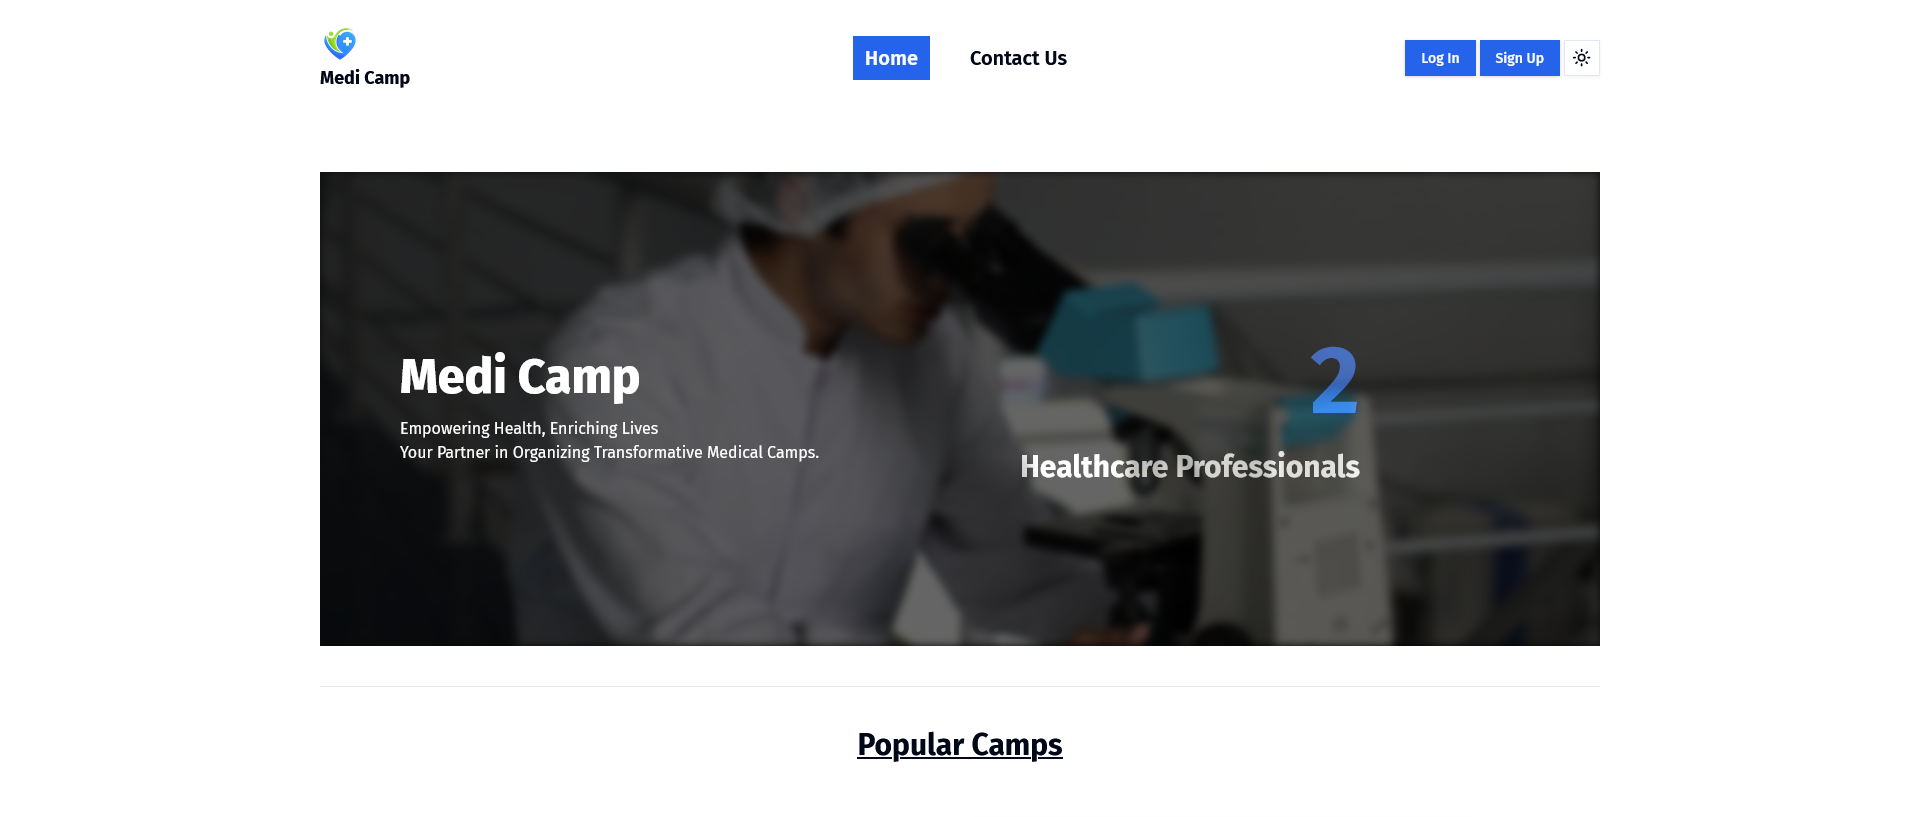 Medi Camp
Home
Contact Us
Log In
Sign Up
Medi Camp
Empowering Health, Enriching Lives
Your Partner in Organizing Transformative Medical Camps.
2
Healthcare Professionals
Popular Camps